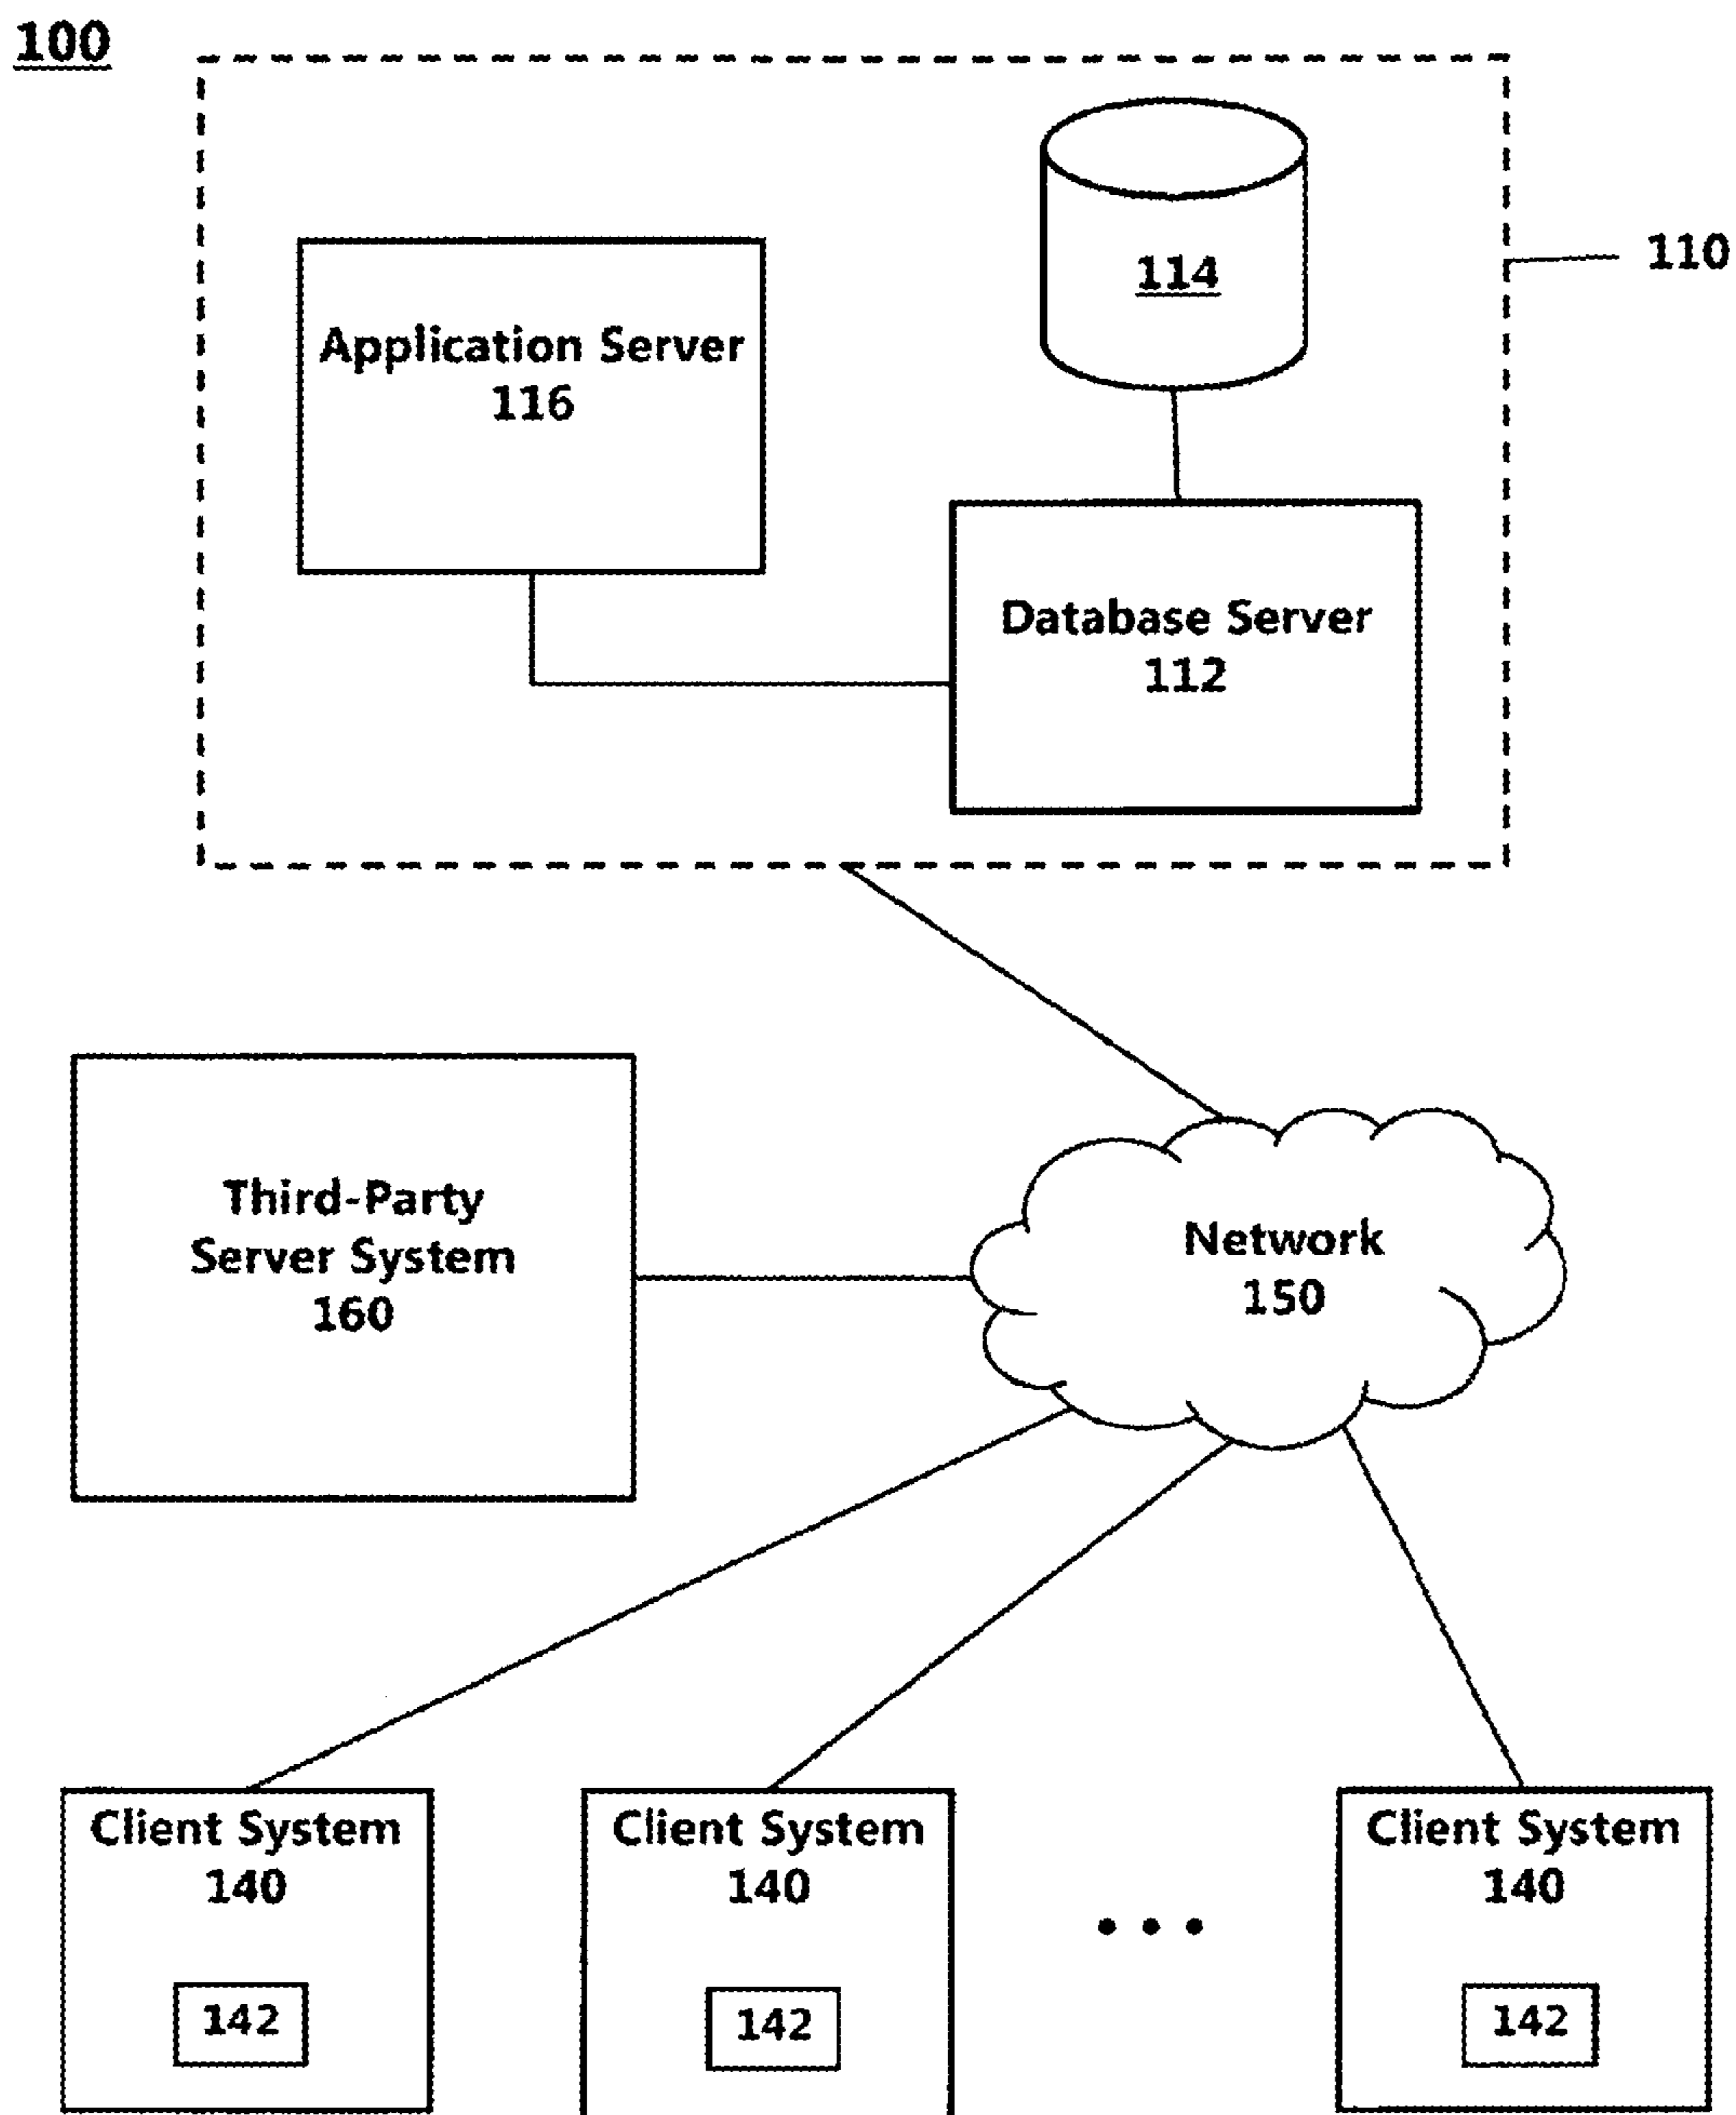 100
114
110
Application Server
116
Database Server
112
Third-Party
Server System
160
Network
150
Client System
140
142
Client System
140
142
Client System
140
142